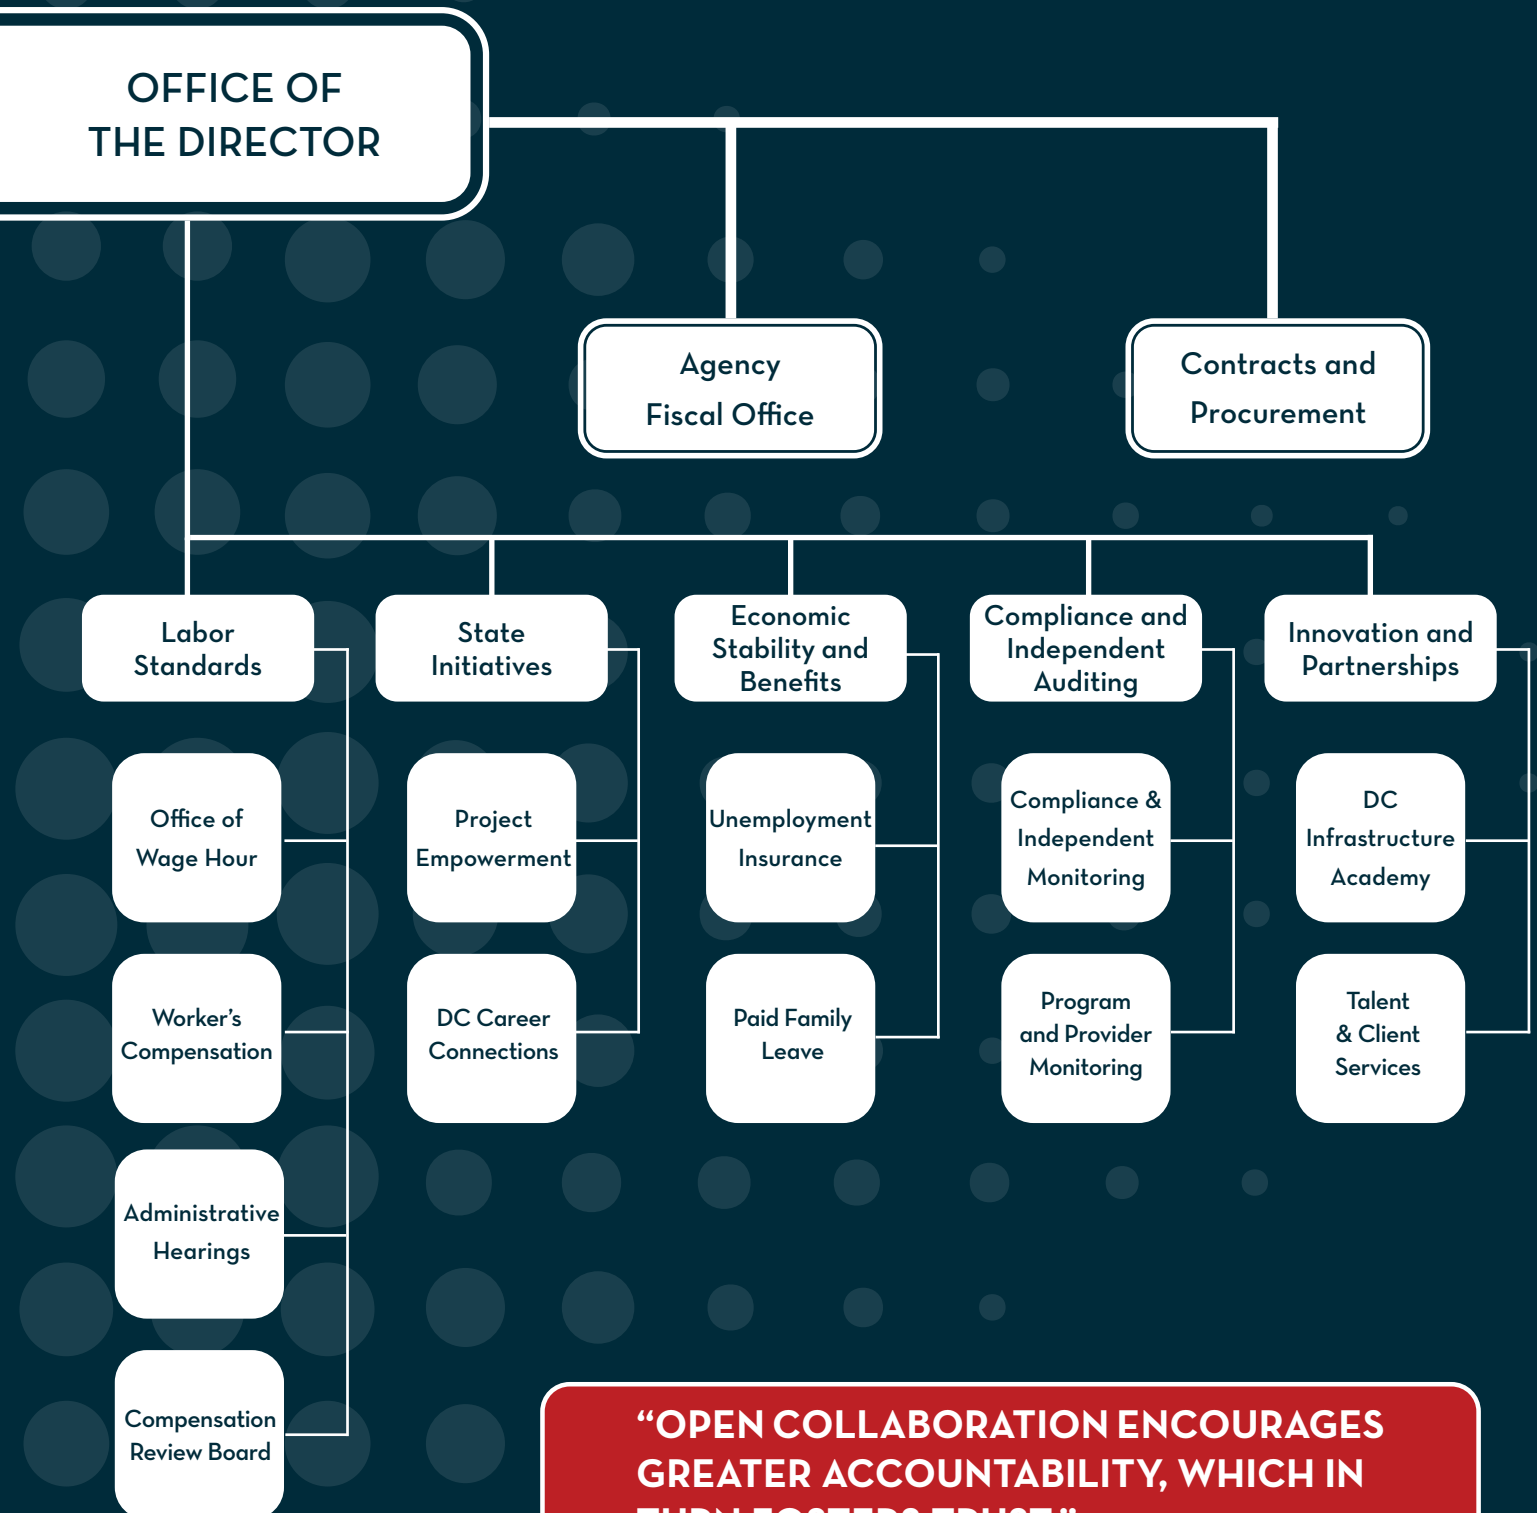 OFFICE OF
THE DIRECTOR
Agency
Fiscal Office
Contracts and
Procurement
Labor
Standards
State
Initiatives
Economic
Stability and
Benefits
Compliance and
Independent
Auditing
Innovation and
Partnerships
Office of
Wage Hour
Project
Empowerment
Unemployment
Insurance
Compliance &
Independent
Monitoring
DC
Infrastructure
Academy
Worker’s
Compensation
DC Career
Connections
Paid Family
Leave
Program
and Provider
Monitoring
Talent
& Client
Services
Administrative
Hearings
Compensation
Review Board
“OPEN COLLABORATION ENCOURAGES
GREATER ACCOUNTABILITY, WHICH IN
TURN FOSTERS TRUST.”